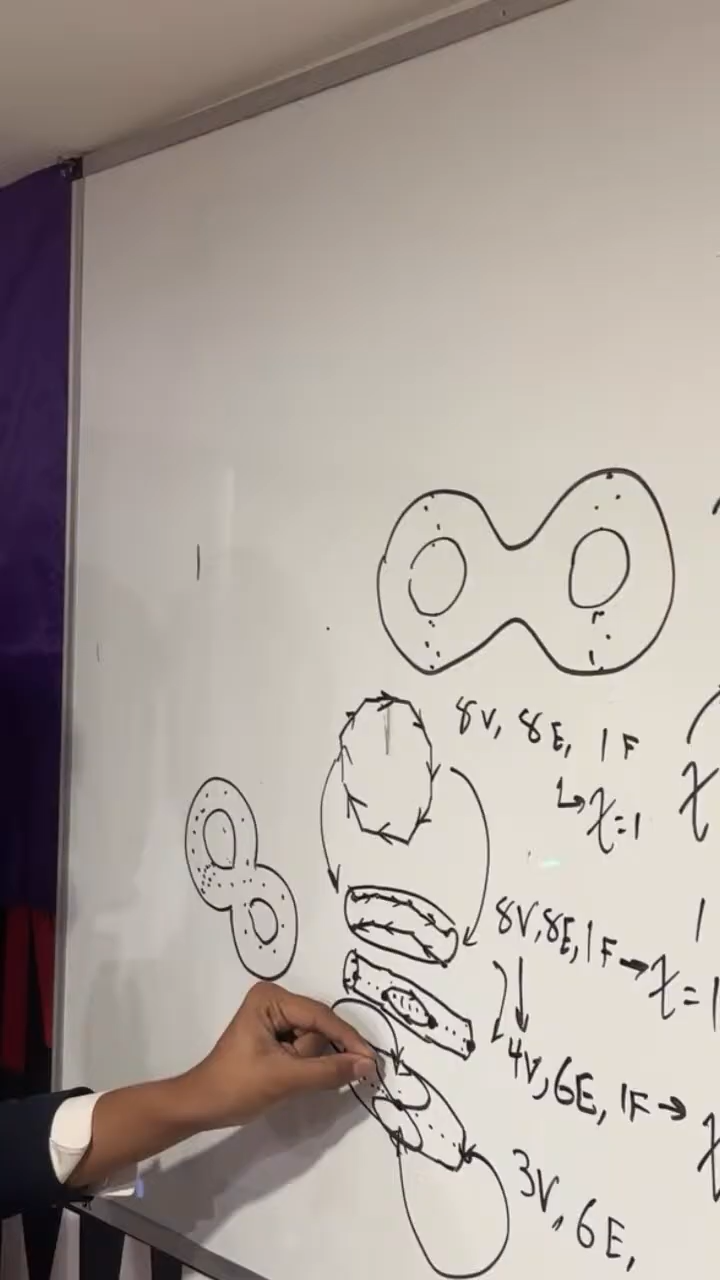 8V, 8E, 1F
↳ χ=1
χ
8V, 8E, 1F → χ=1
4V, 6E, 1F → χ
3V, 6E,